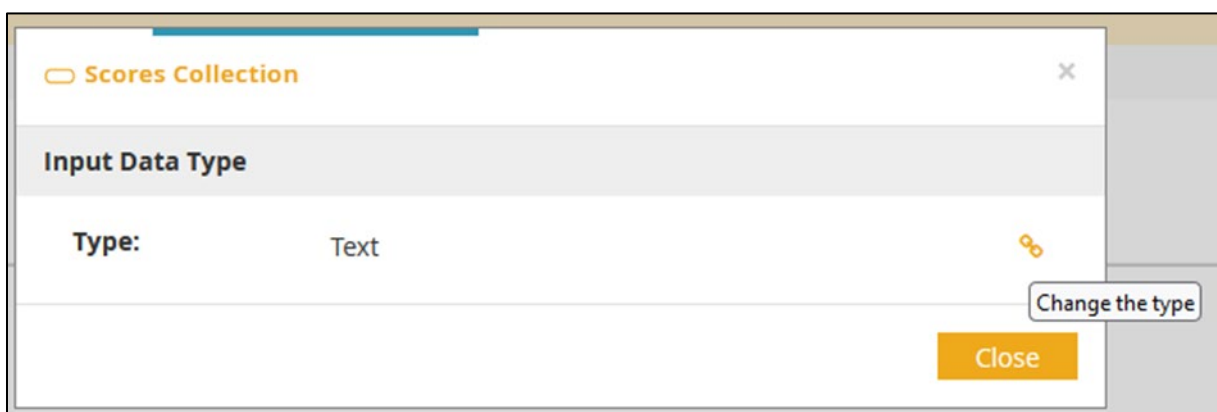 Scores Collection ×
Input Data Type
Type: Text
Change the type
Close